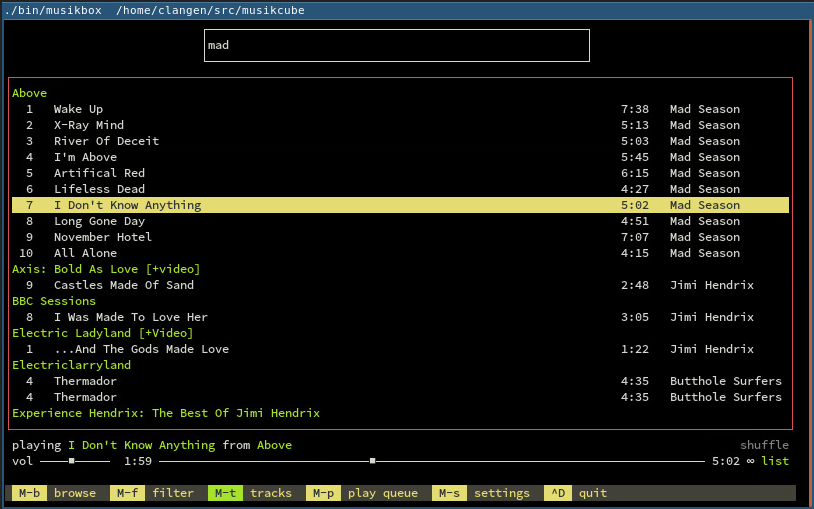 ./bin/musikbox /home/clangen/src/musikcube
mad
Above
1 Wake Up 7:38 Mad Season
2 X-Ray Mind 5:13 Mad Season
3 River Of Deceit 5:03 Mad Season
4 I'm Above 5:45 Mad Season
5 Artifical Red 6:15 Mad Season
6 Lifeless Dead 4:27 Mad Season
7 I Don't Know Anything 5:02 Mad Season
8 Long Gone Day 4:51 Mad Season
9 November Hotel 7:07 Mad Season
10 All Alone 4:15 Mad Season
Axis: Bold As Love [+video]
9 Castles Made Of Sand 2:48 Jimi Hendrix
BBC Sessions
8 I Was Made To Love Her 3:05 Jimi Hendrix
Electric Ladyland [+Video]
1 ...And The Gods Made Love 1:22 Jimi Hendrix
Electriclarryland
4 Thermador 4:35 Butthole Surfers
4 Thermador 4:35 Butthole Surfers
Experience Hendrix: The Best Of Jimi Hendrix
playing I Don't Know Anything from Above shuffle
vol 1:59 5:02 ∞ list
M-b browse M-f filter M-t tracks M-p play queue M-s settings ^D quit